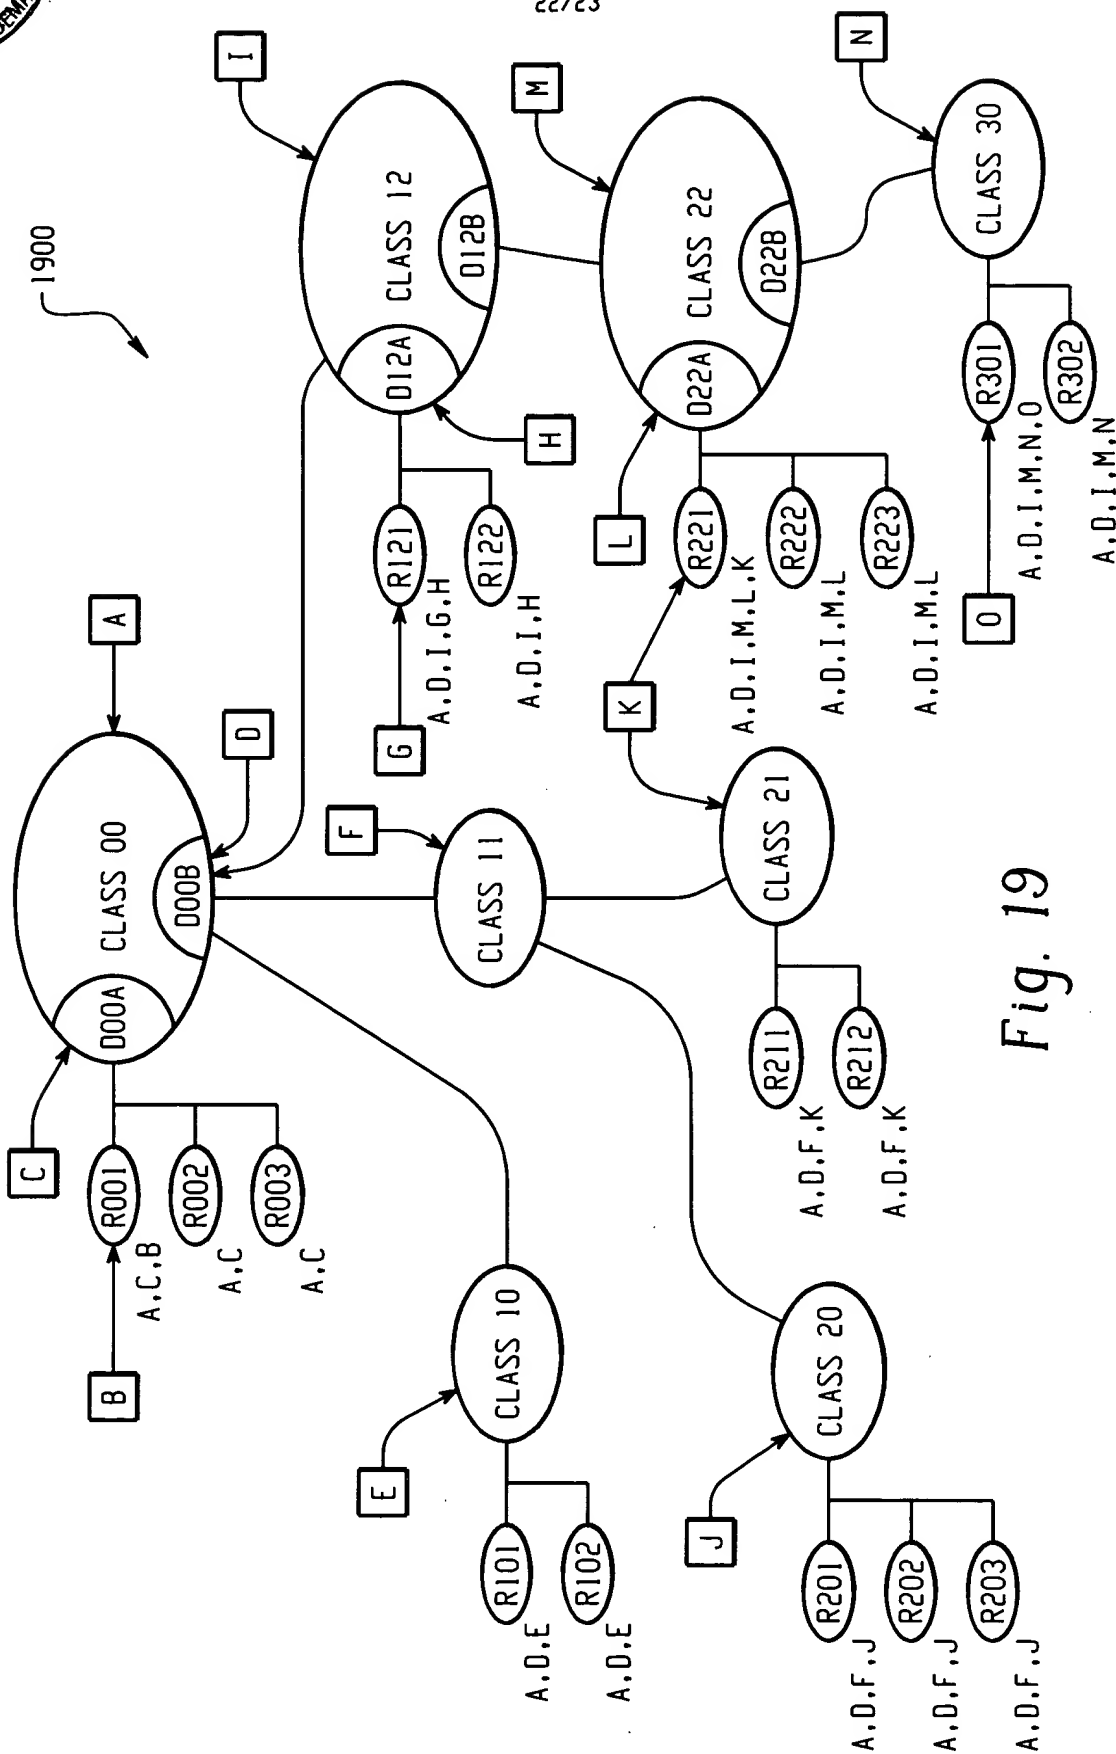 22/23
1900
A
C
CLASS 00
D00A
D00B
D
B
R001
A,C,B
R002
A,C
R003
A,C
I
CLASS 12
D12A
D12B
H
G
R121
A,D,I,G,H
R122
A,D,I,H
F
CLASS 11
E
CLASS 10
R101
A,D,E
R102
A,D,E
M
CLASS 22
D22A
D22B
L
K
R221
A,D,I,M,L,K
R222
A,D,I,M,L
R223
A,D,I,M,L
CLASS 21
R211
A,D,F,K
R212
A,D,F,K
J
CLASS 20
R201
A,D,F,J
R202
A,D,F,J
R203
A,D,F,J
N
CLASS 30
O
R301
A,D,I,M,N,O
R302
A,D,I,M,N
Fig. 19